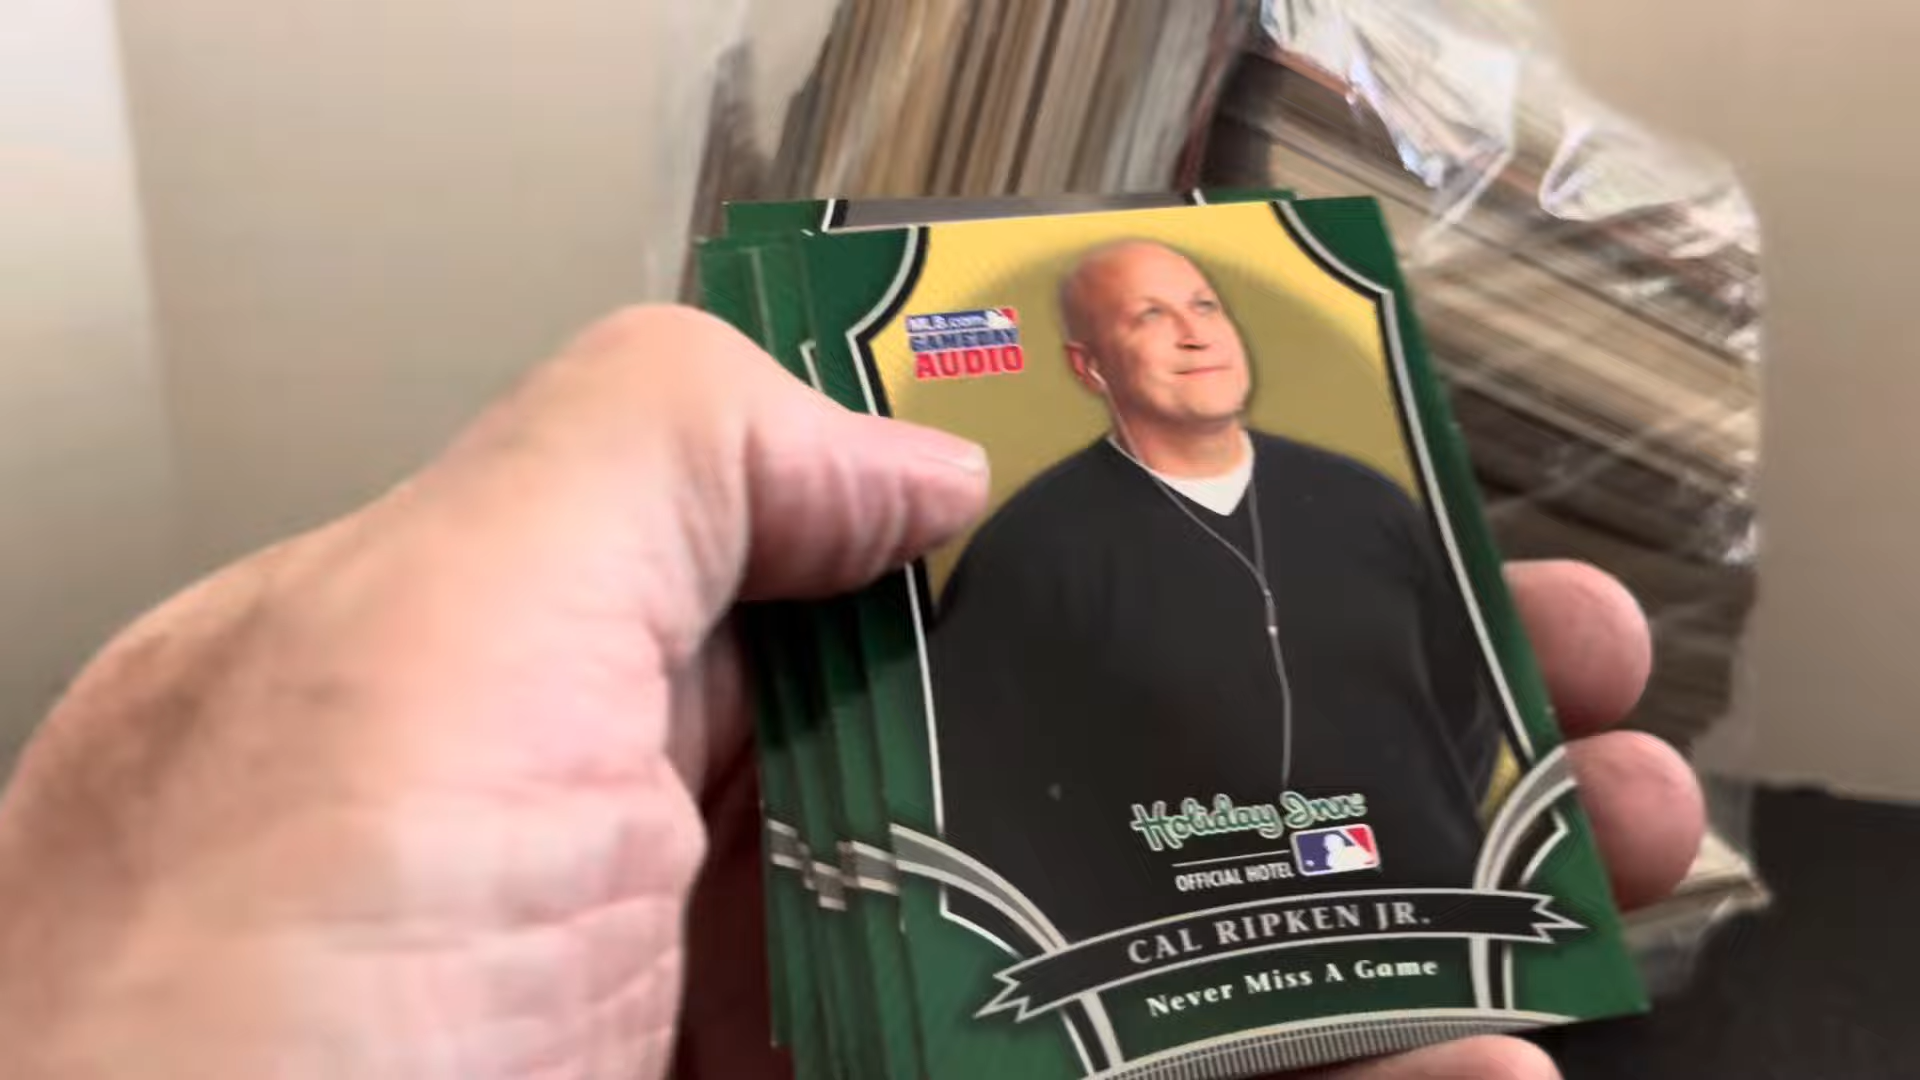 MLB.com
GAMEDAY
AUDIO
Holiday Inn
OFFICIAL HOTEL
CAL RIPKEN JR.
Never Miss A Game